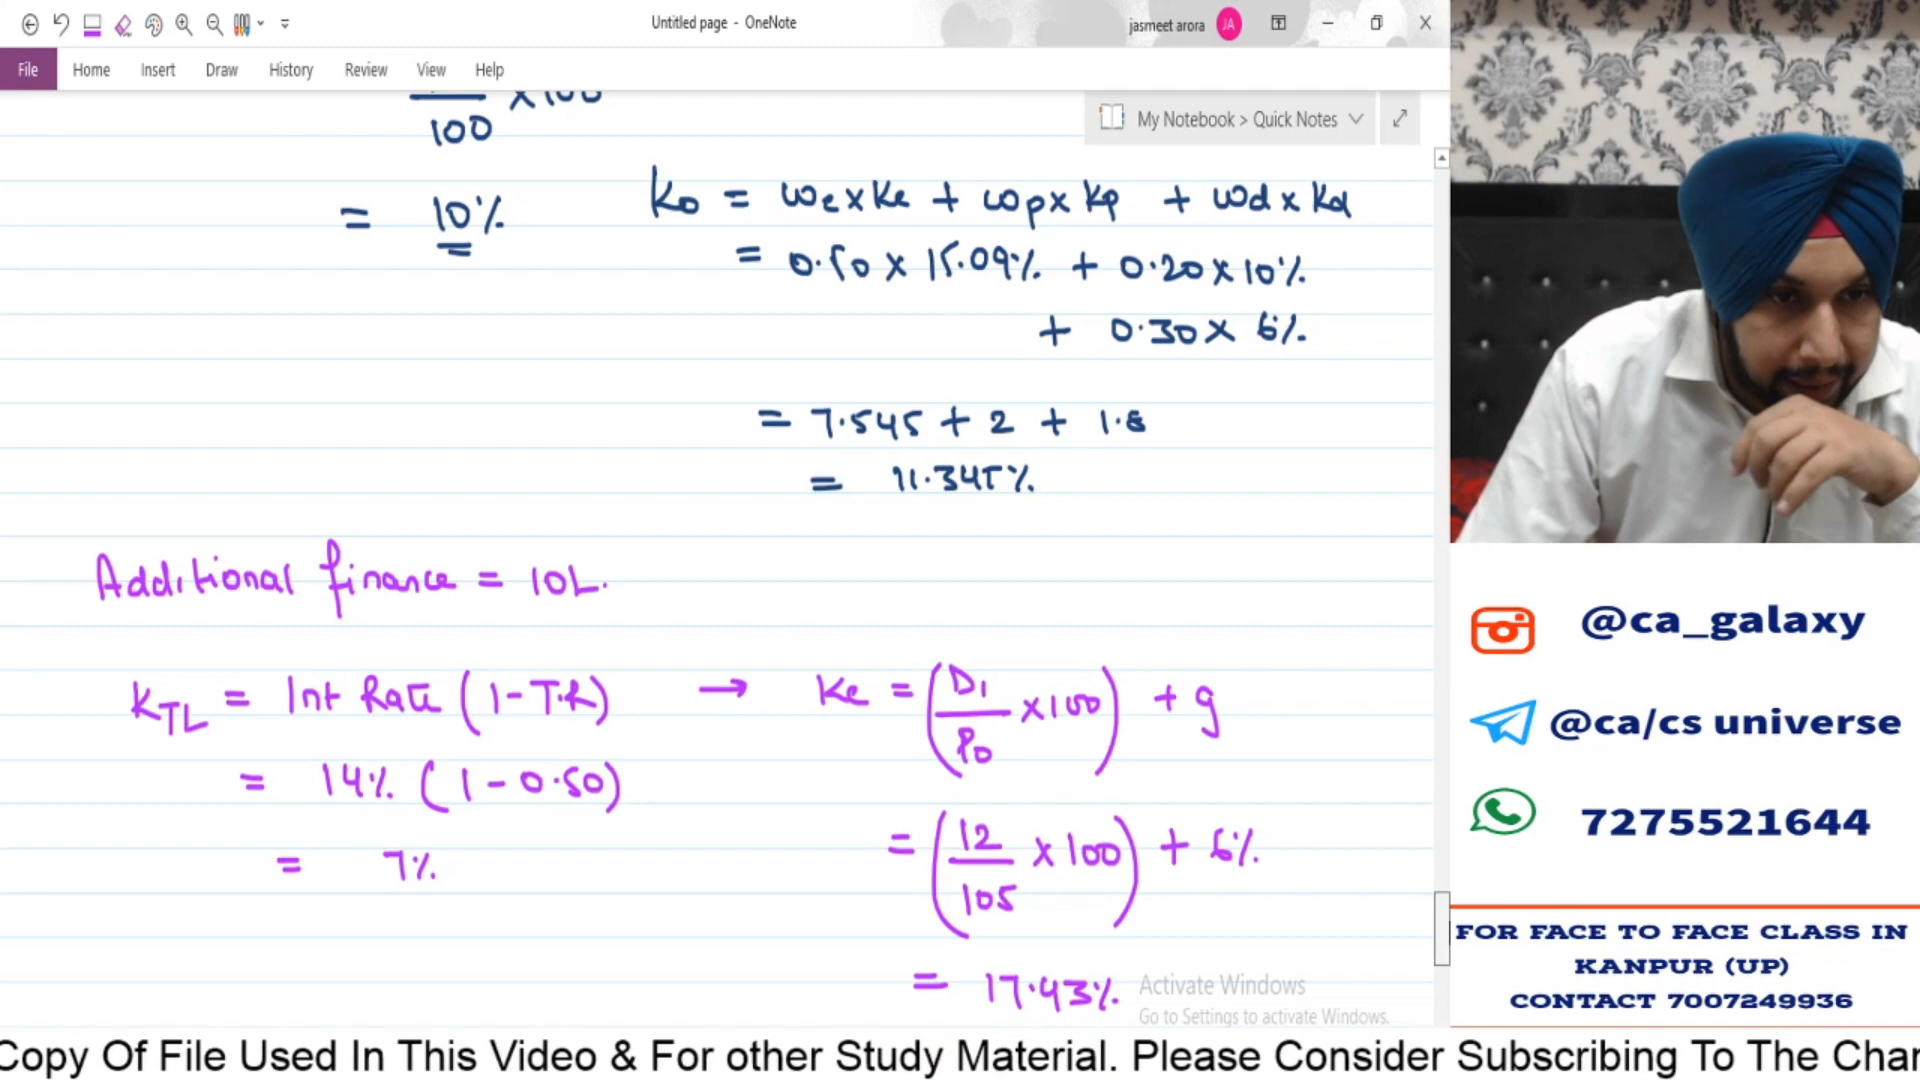 Untitled page - OneNote
jasmeet arora
JA
File Home Insert Draw History Review View Help
My Notebook > Quick Notes
100 × 100
= 10%
Ko = we x Ke + wp x Kp + wd x Kd
= 0.50 x 15.09% + 0.20 x 10%
+ 0.30 x 6%
= 7.545 + 2 + 1.8
= 11.345%
Additional finance = 10L.
KTL = Int Rate (1 - T.R) → Ke = (D1/P0 x 100) + g
= 14% (1 - 0.50)
= (12/105 x 100) + 6%
= 7%
= 17.43%
Activate Windows
Go to Settings to activate Windows.
@ca_galaxy
@ca/cs universe
7275521644
FOR FACE TO FACE CLASS IN
KANPUR (UP)
CONTACT 7007249936
Copy Of File Used In This Video & For other Study Material. Please Consider Subscribing To The